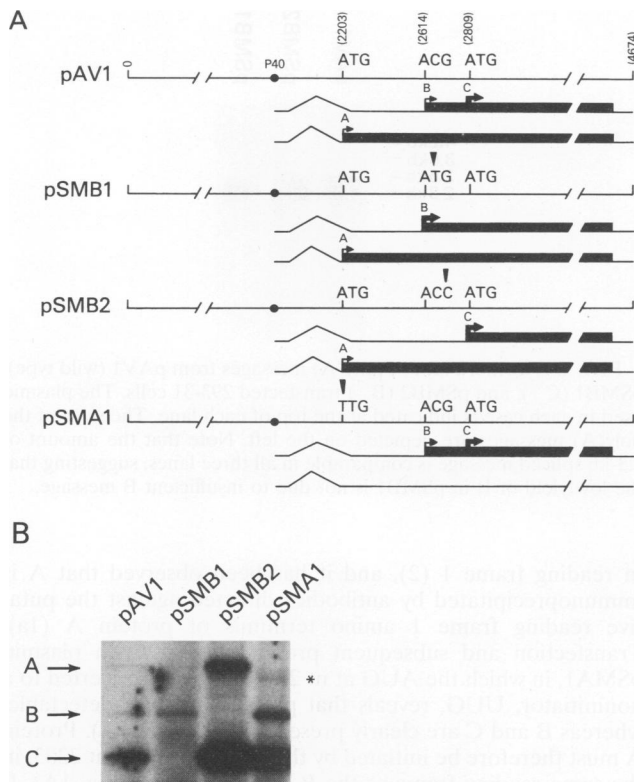 A
(2203)
(2614)
(2809)
(4674)
0
P40
ATG ACG ATG
pAV1
B C
A
ATG ATG ATG
pSMB1
B
A
ATG ACC ATG
pSMB2
C
A
TTG ACG ATG
pSMA1
B C
B
pAV1 pSMB1 pSMB2 pSMA1
A
*
B
C